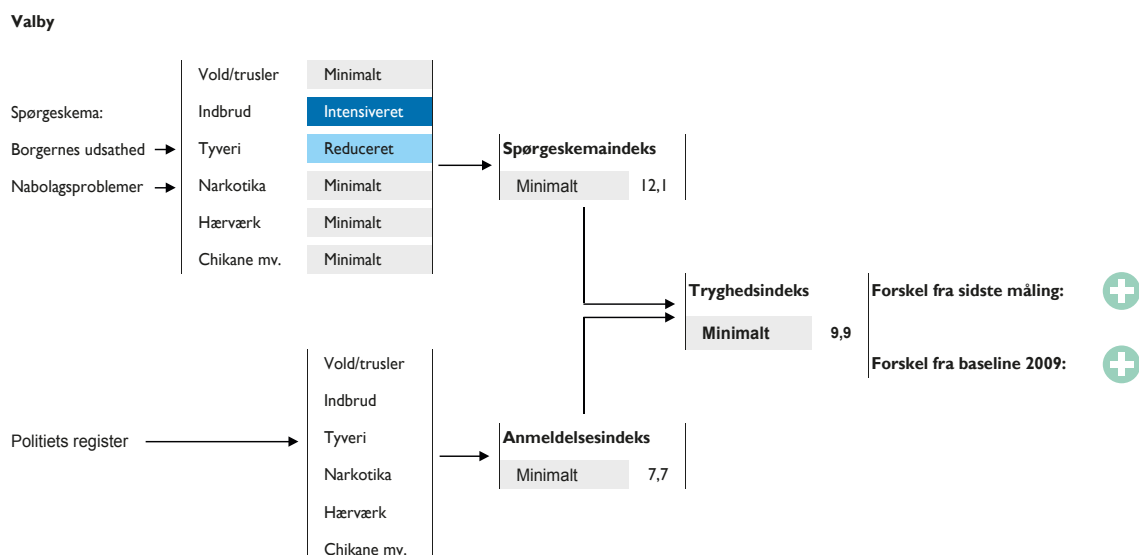 Valby
Spørgeskema:
Borgernes udsathed
Nabolagsproblemer
Vold/trusler Minimalt
Indbrud Intensiveret
Tyveri Reduceret
Narkotika Minimalt
Hærværk Minimalt
Chikane mv. Minimalt
Spørgeskemaindeks
Minimalt 12,1
Tryghedsindeks
Minimalt 9,9
Forskel fra sidste måling:
Forskel fra baseline 2009:
Politiets register
Vold/trusler
Indbrud
Tyveri
Narkotika
Hærværk
Chikane mv.
Anmeldelsesindeks
Minimalt 7,7